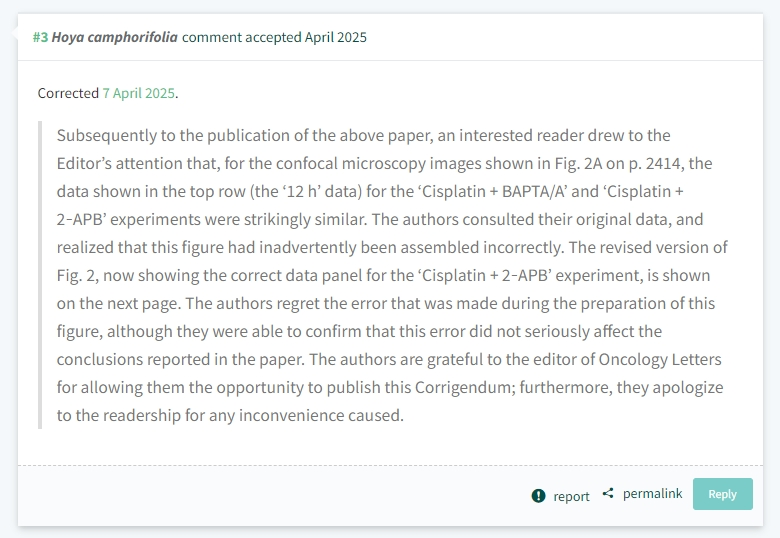 #3 Hoya camphorifolia comment accepted April 2025
Corrected 7 April 2025.
Subsequently to the publication of the above paper, an interested reader drew to the
Editor’s attention that, for the confocal microscopy images shown in Fig. 2A on p. 2414, the
data shown in the top row (the ‘12 h’ data) for the ‘Cisplatin + BAPTA/A’ and ‘Cisplatin +
2‑APB’ experiments were strikingly similar. The authors consulted their original data, and
realized that this figure had inadvertently been assembled incorrectly. The revised version of
Fig. 2, now showing the correct data panel for the ‘Cisplatin + 2‑APB’ experiment, is shown
on the next page. The authors regret the error that was made during the preparation of this
figure, although they were able to confirm that this error did not seriously affect the
conclusions reported in the paper. The authors are grateful to the editor of Oncology Letters
for allowing them the opportunity to publish this Corrigendum; furthermore, they apologize
to the readership for any inconvenience caused.
report permalink Reply